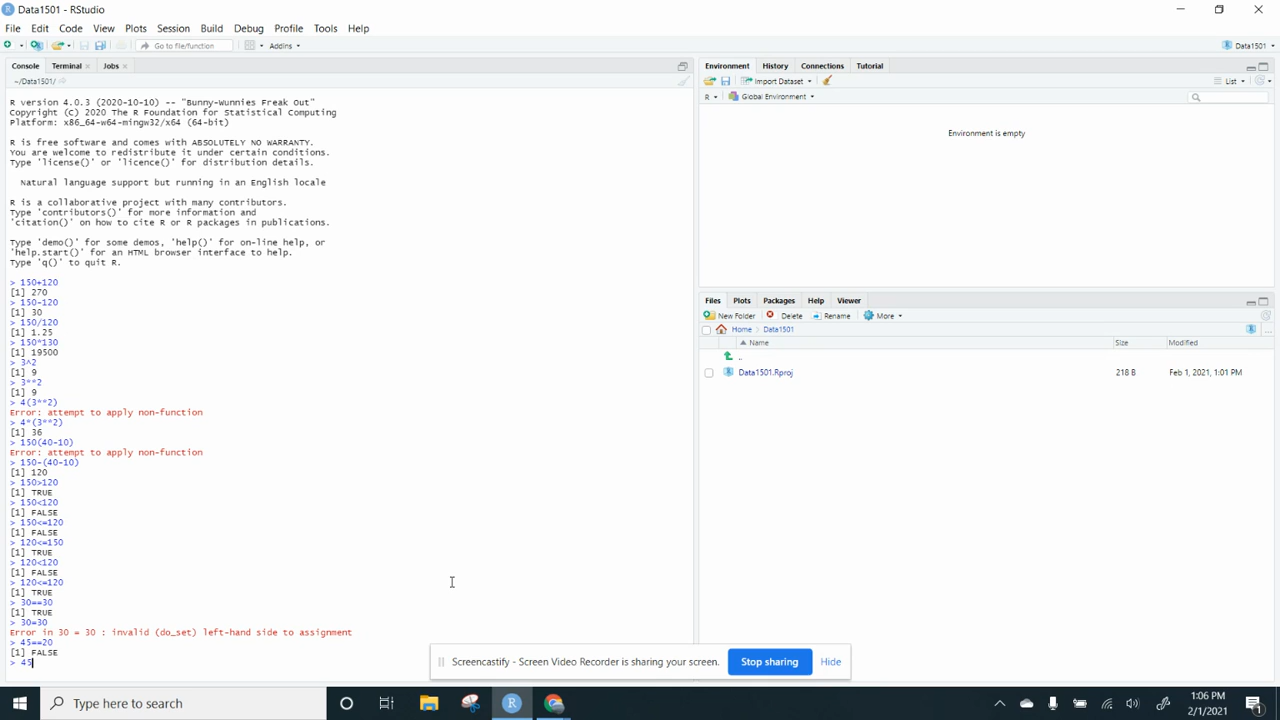 Data1501 - RStudio
File Edit Code View Plots Session Build Debug Profile Tools Help
Go to file/function Addins Data1501
Console Terminal Jobs
~/Data1501/
R version 4.0.3 (2020-10-10) -- "Bunny-Wunnies Freak Out"
Copyright (C) 2020 The R Foundation for Statistical Computing
Platform: x86_64-w64-mingw32/x64 (64-bit)
R is free software and comes with ABSOLUTELY NO WARRANTY.
You are welcome to redistribute it under certain conditions.
Type 'license()' or 'licence()' for distribution details.
Natural language support but running in an English locale
R is a collaborative project with many contributors.
Type 'contributors()' for more information and
'citation()' on how to cite R or R packages in publications.
Type 'demo()' for some demos, 'help()' for on-line help, or
'help.start()' for an HTML browser interface to help.
Type 'q()' to quit R.
> 150+120
[1] 270
> 150-120
[1] 30
> 150/120
[1] 1.25
> 150*130
[1] 19500
> 3^2
[1] 9
> 3**2
[1] 9
> 4(3**2)
Error: attempt to apply non-function
> 4*(3**2)
[1] 36
> 150(40-10)
Error: attempt to apply non-function
> 150-(40-10)
[1] 120
> 150>120
[1] TRUE
> 150<120
[1] FALSE
> 150<=120
[1] FALSE
> 120<=150
[1] TRUE
> 120<120
[1] FALSE
> 120<=120
[1] TRUE
> 30==30
[1] TRUE
> 30=30
Error in 30 = 30 : invalid (do_set) left-hand side to assignment
> 45==20
[1] FALSE
> 45
Environment History Connections Tutorial
Import Dataset List
R Global Environment
Environment is empty
Files Plots Packages Help Viewer
New Folder Delete Rename More
Home Data1501
Name Size Modified
..
Data1501.Rproj 218 B Feb 1, 2021, 1:01 PM
Screencastify - Screen Video Recorder is sharing your screen. Stop sharing Hide
Type here to search
1:06 PM
2/1/2021
1